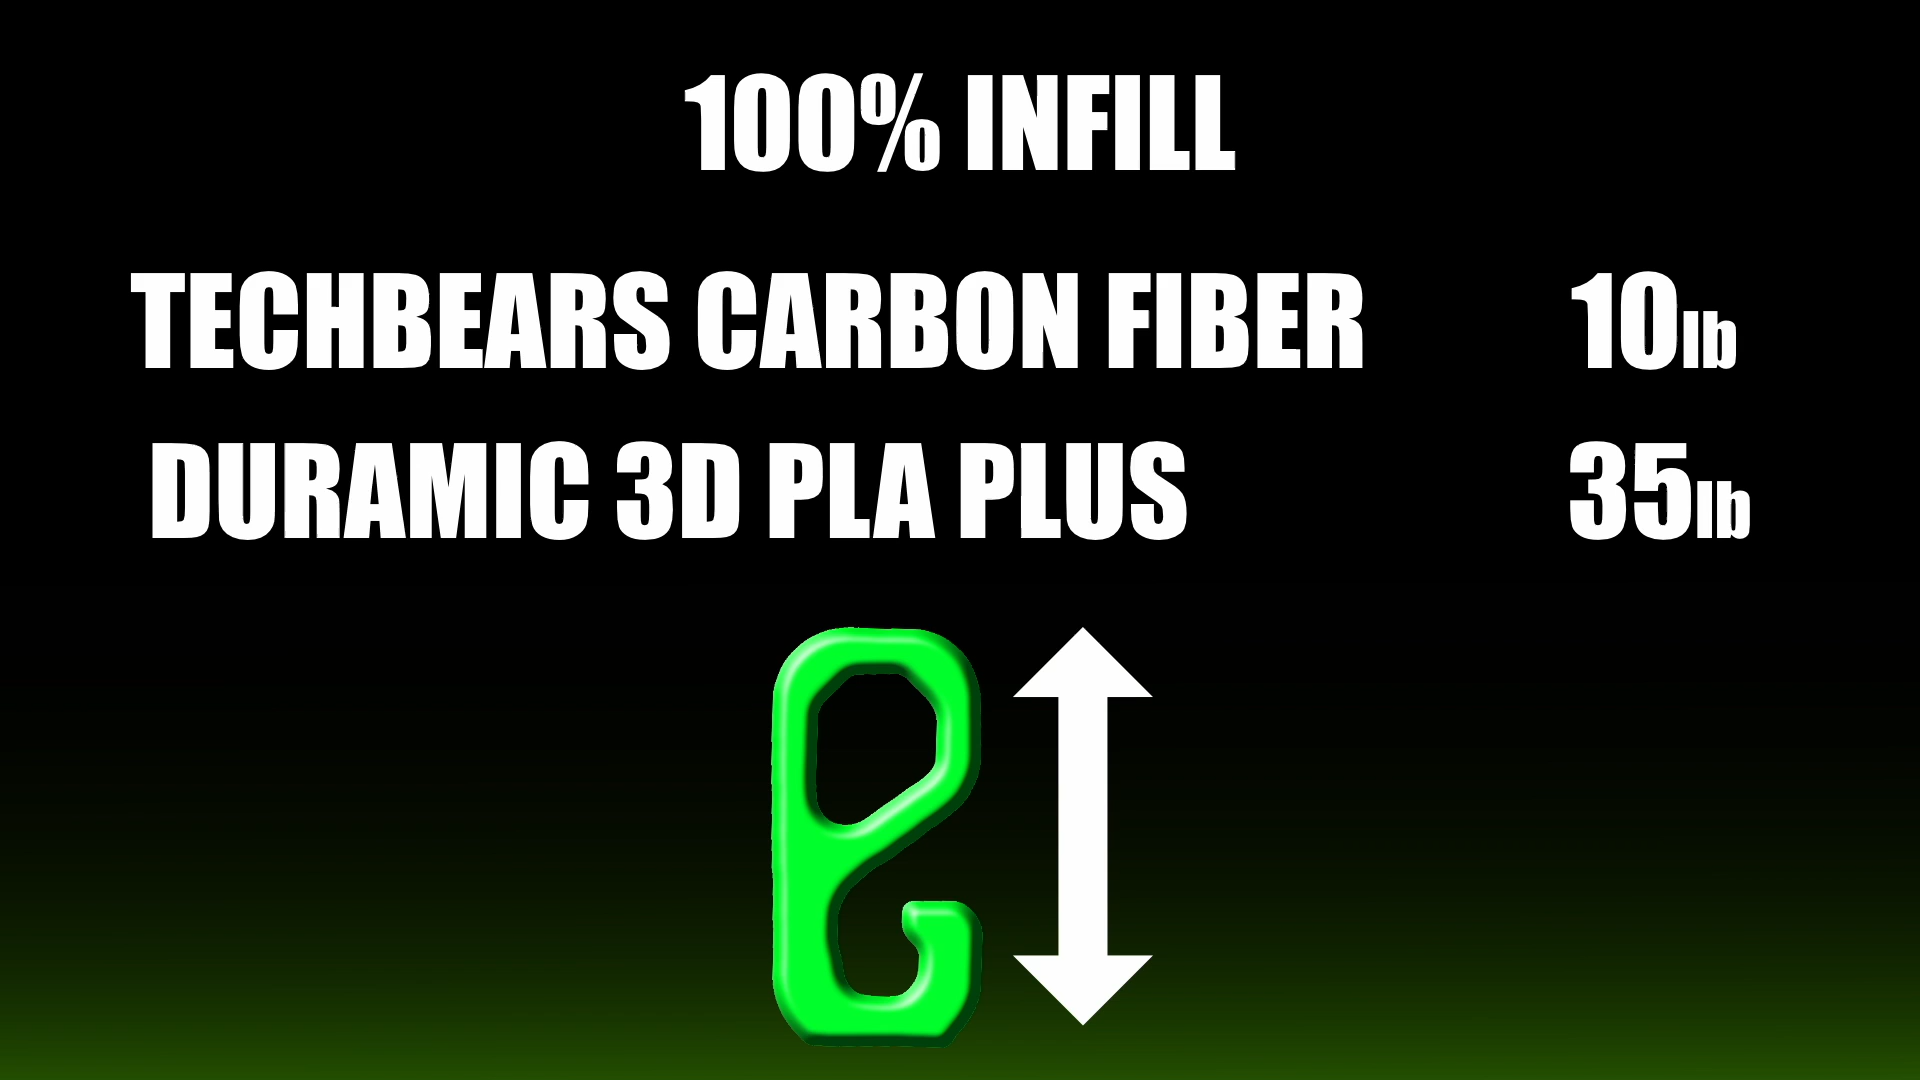 100% INFILL
TECHBEARS CARBON FIBER 10lb
DURAMIC 3D PLA PLUS 35lb